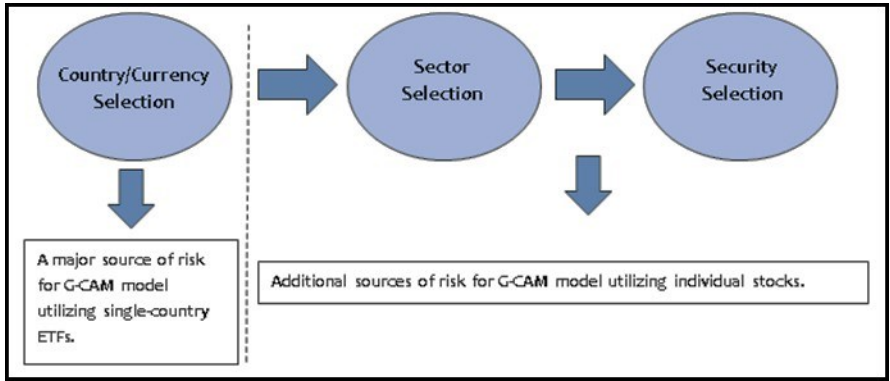 Country/Currency
Selection
Sector
Selection
Security
Selection
A major source of risk
for G-CAM model
utilizing single-country
ETFs.
Additional sources of risk for G-CAM model utilizing individual stocks.